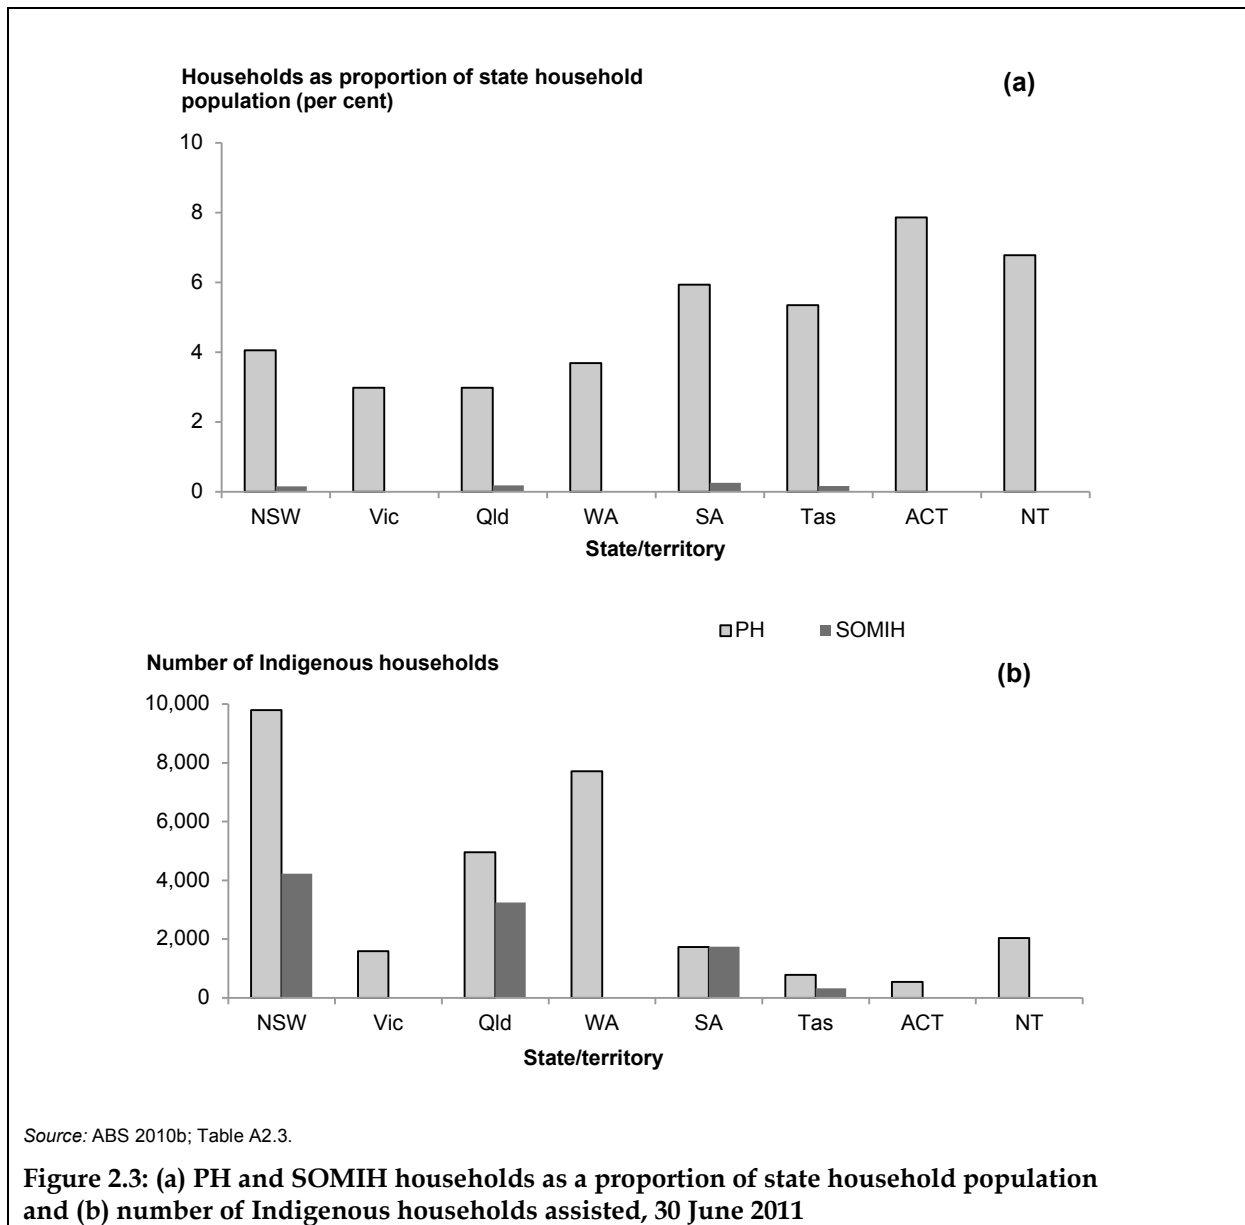 Households as proportion of state household
population (per cent)
(a)
10
8
6
4
2
0
NSW Vic Qld WA SA Tas ACT NT
State/territory
PH SOMIH
Number of Indigenous households
(b)
10,000
8,000
6,000
4,000
2,000
0
NSW Vic Qld WA SA Tas ACT NT
State/territory
Source: ABS 2010b; Table A2.3.
Figure 2.3: (a) PH and SOMIH households as a proportion of state household population
and (b) number of Indigenous households assisted, 30 June 2011